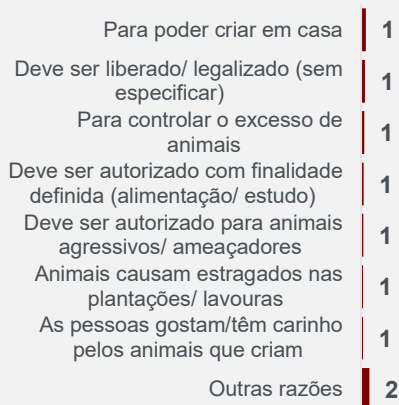 Para poder criar em casa 1
Deve ser liberado/ legalizado (sem
especificar) 1
Para controlar o excesso de
animais 1
Deve ser autorizado com finalidade
definida (alimentação/ estudo) 1
Deve ser autorizado para animais
agressivos/ ameaçadores 1
Animais causam estragados nas
plantações/ lavouras 1
As pessoas gostam/têm carinho
pelos animais que criam 1
Outras razões 2